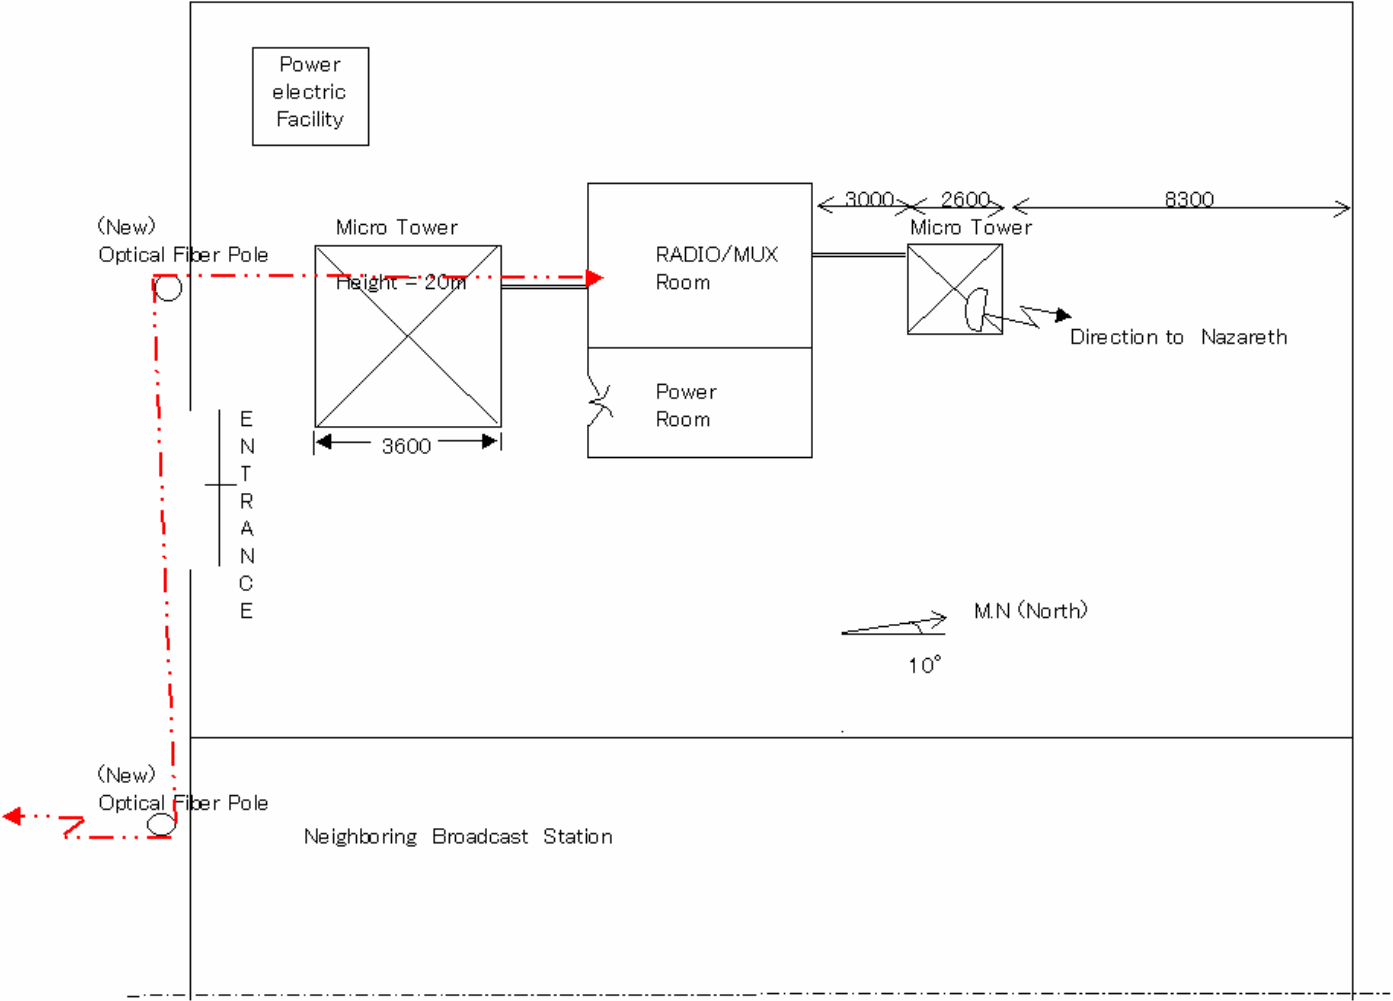 Power
electric
Facility
3000
2600
8300
(New)
Optical Fiber Pole
Micro Tower
Height = 20m
RADIO/MUX
Room
Micro Tower
Direction to Nazareth
Power
Room
3600
ENTRANCE
M.N (North)
10°
(New)
Optical Fiber Pole
Neighboring Broadcast Station